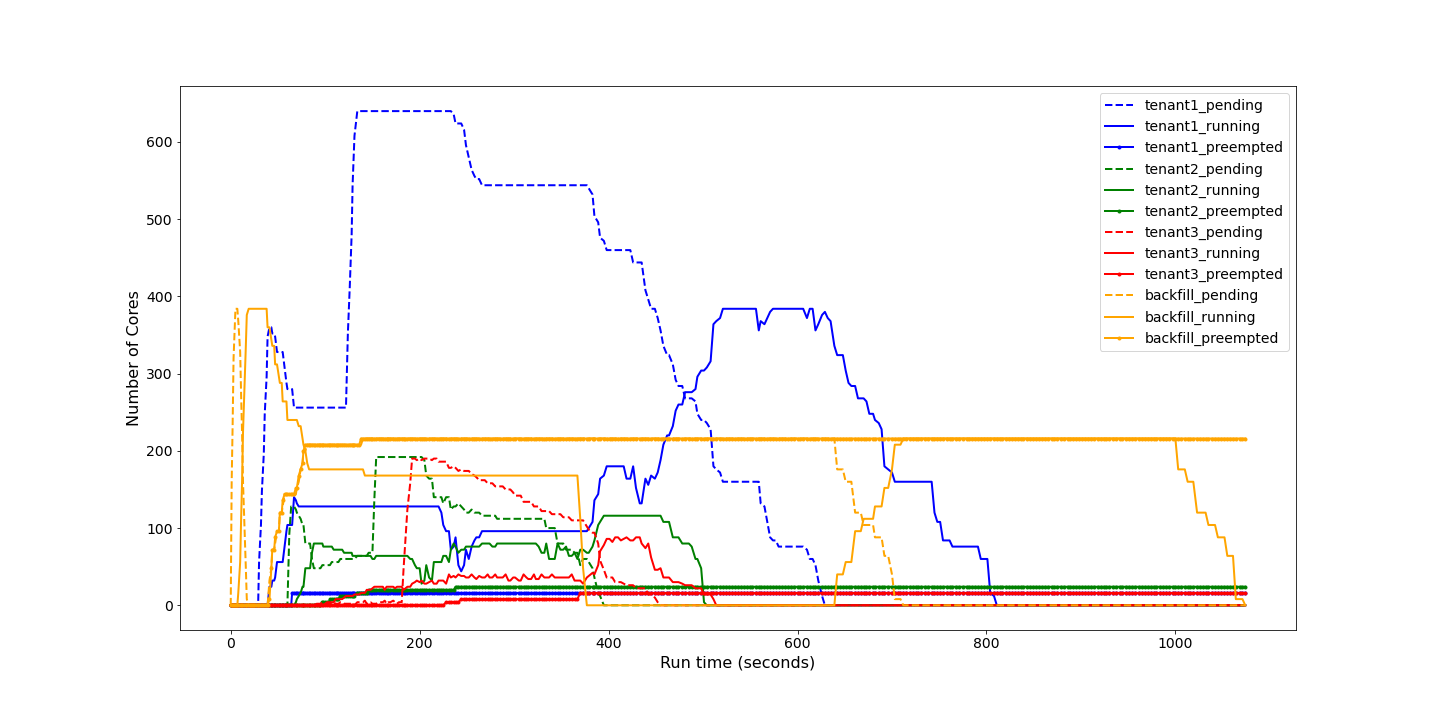 Number of Cores
600
500
400
300
200
100
0
0 200 400 600 800 1000
Run time (seconds)
tenant1_pending
tenant1_running
tenant1_preempted
tenant2_pending
tenant2_running
tenant2_preempted
tenant3_pending
tenant3_running
tenant3_preempted
backfill_pending
backfill_running
backfill_preempted